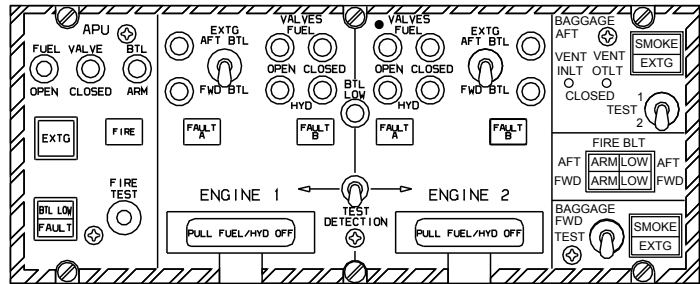 APU
FUEL VALVE BTL
OPEN CLOSED ARM
EXTG
FIRE
FIRE
TEST
BTL LOW
FAULT
EXTG
AFT BTL
FWD BTL
VALVES
FUEL
OPEN CLOSED
HYD
FAULT
A
FAULT
B
ENGINE 1
PULL FUEL/HYD OFF
BTL
LOW
TEST
DETECTION
VALVES
FUEL
OPEN CLOSED
HYD
EXTG
AFT BTL
FWD BTL
FAULT
A
FAULT
B
ENGINE 2
PULL FUEL/HYD OFF
BAGGAGE
AFT
SMOKE
EXTG
VENT VENT
INLT OTLT
CLOSED
TEST
1
2
FIRE BLT
AFT ARM LOW AFT
FWD ARM LOW FWD
BAGGAGE
FWD
TEST
SMOKE
EXTG